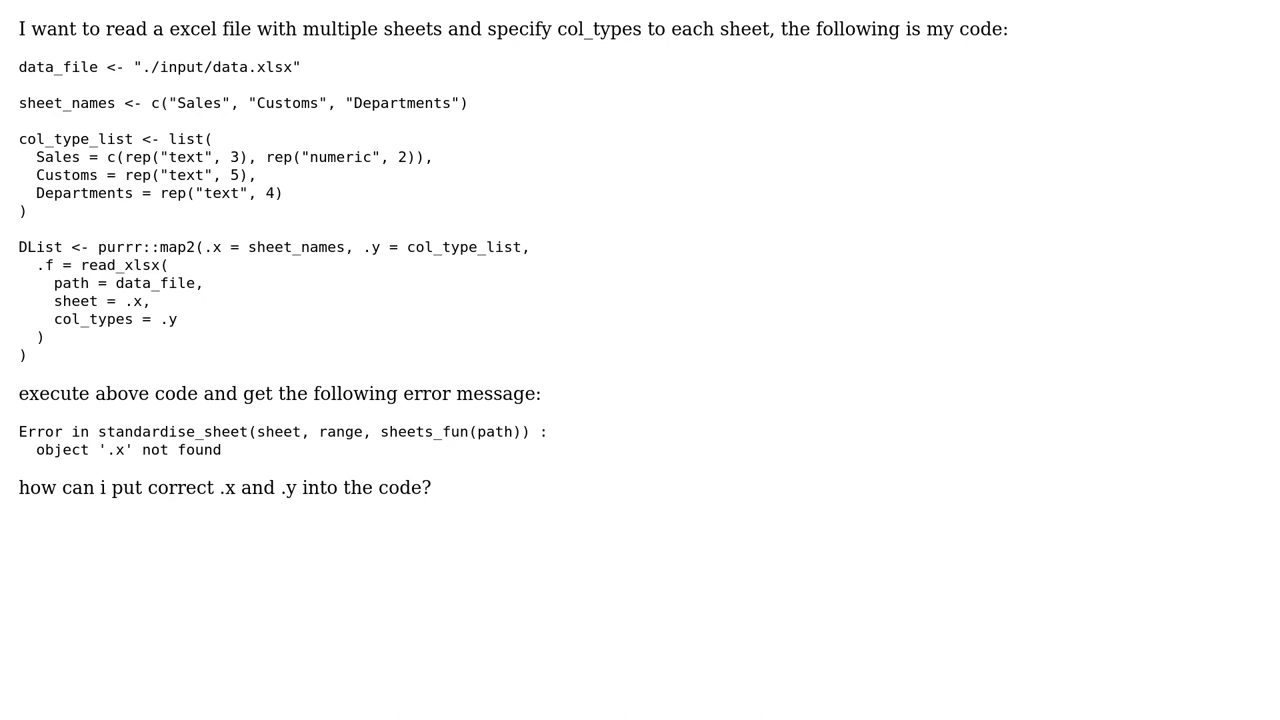 I want to read a excel file with multiple sheets and specify col_types to each sheet, the following is my code:
data_file <- "./input/data.xlsx"
sheet_names <- c("Sales", "Customs", "Departments")
col_type_list <- list(
  Sales = c(rep("text", 3), rep("numeric", 2)),
  Customs = rep("text", 5),
  Departments = rep("text", 4)
)
DList <- purrr::map2(.x = sheet_names, .y = col_type_list,
  .f = read_xlsx(
    path = data_file,
    sheet = .x,
    col_types = .y
  )
)
execute above code and get the following error message:
Error in standardise_sheet(sheet, range, sheets_fun(path)) :
  object '.x' not found
how can i put correct .x and .y into the code?